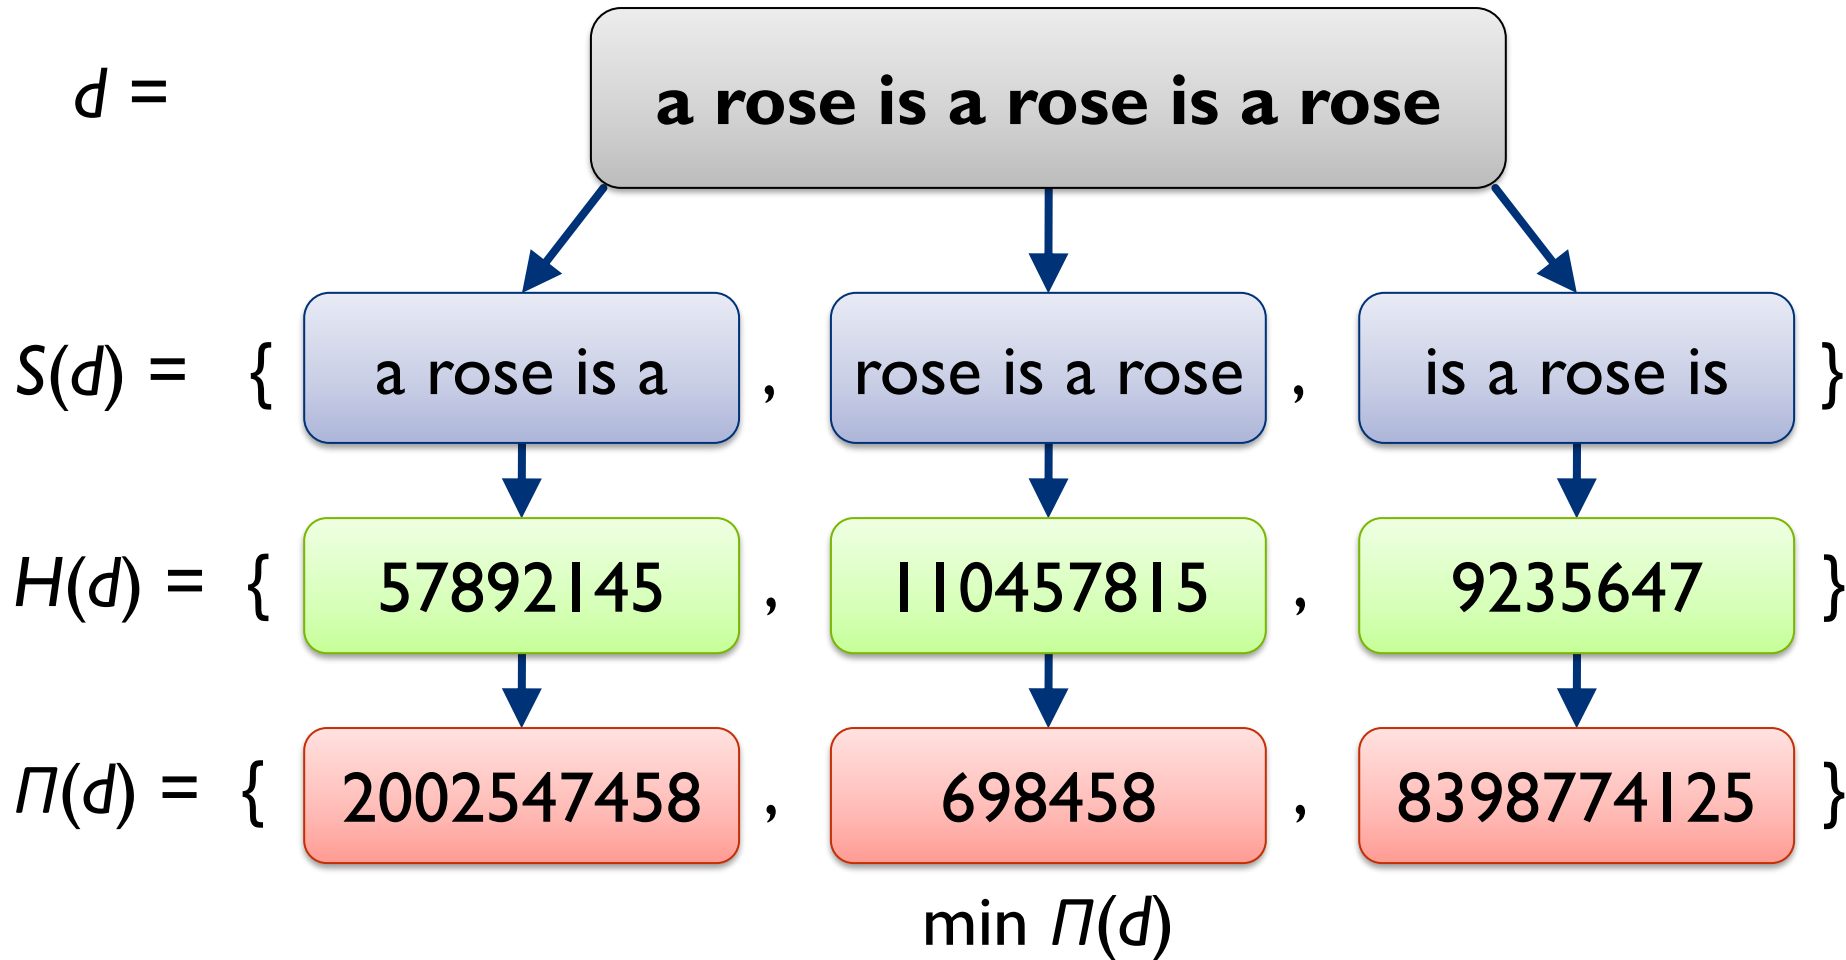 d = a rose is a rose is a rose
S(d) = { a rose is a , rose is a rose , is a rose is }
H(d) = { 57892145 , 110457815 , 9235647 }
Π(d) = { 2002547458 , 698458 , 8398774125 }
min Π(d)